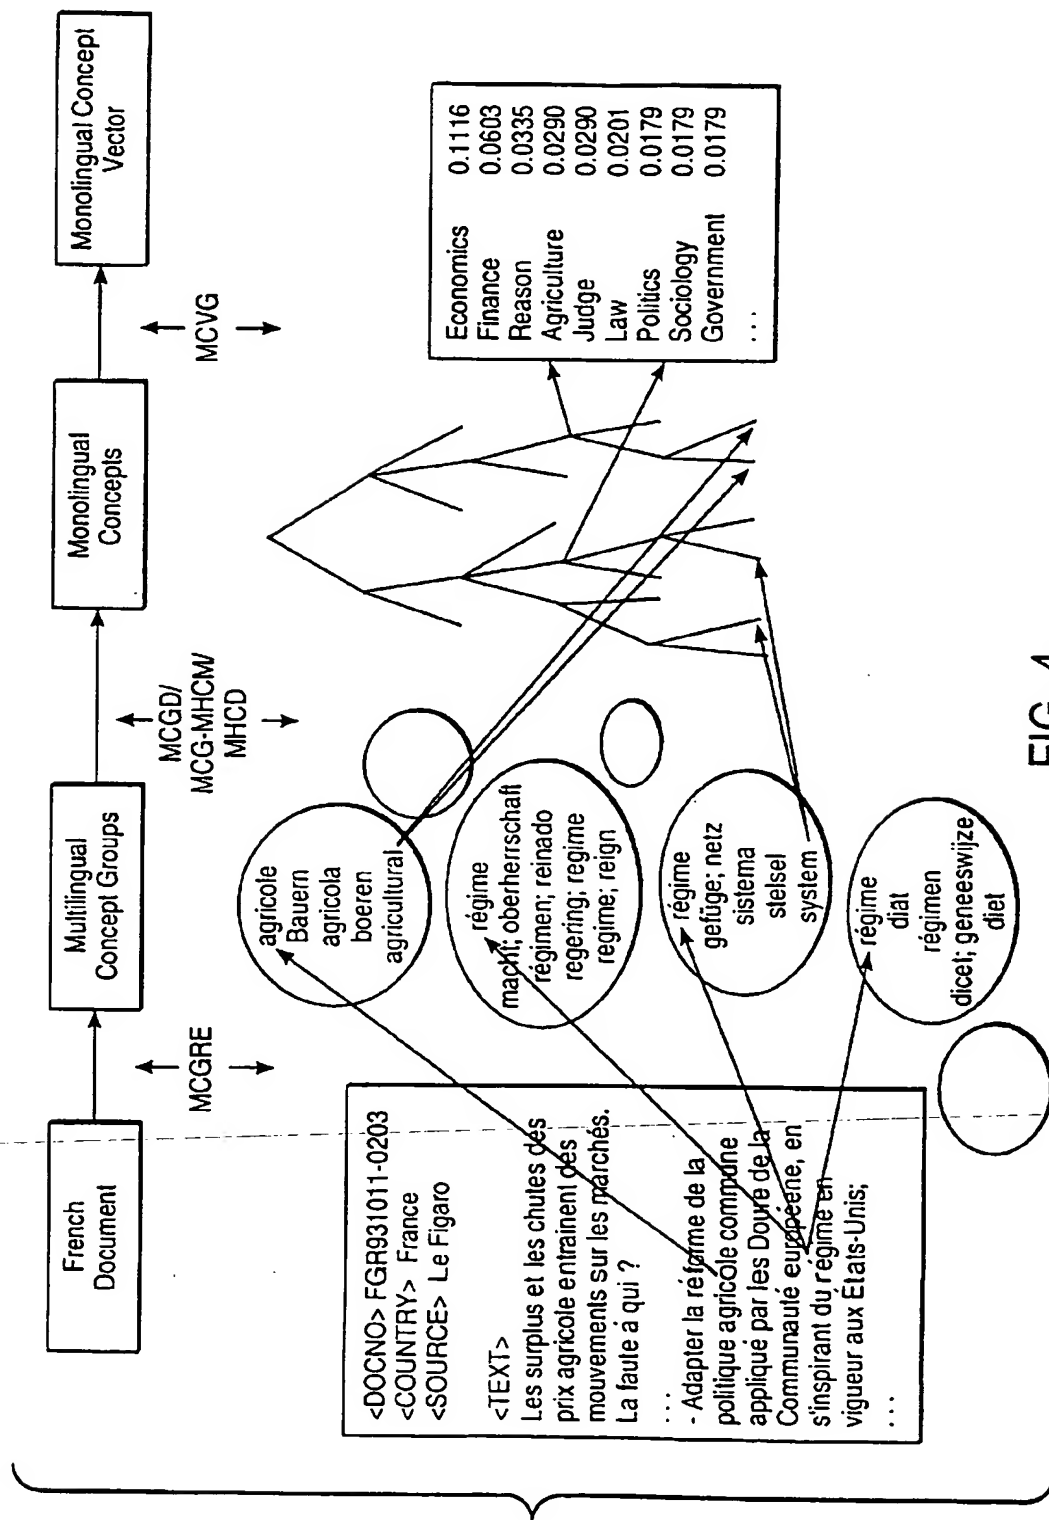 French
Document
Multilingual
Concept Groups
Monolingual
Concepts
Monolingual Concept
Vector
MCGRE
MCGD/
MCG-MHCM/
MHCD
MCVG
<DOCNO> FGR931011-0203
<COUNTRY> France
<SOURCE> Le Figaro
<TEXT>
Les surplus et les chutes des
prix agricole entrainent des
mouvements sur les marchés.
La faute á qui ?
...
- Adapter la réforme de la
politique agricole commune
appliqué par les Doure de la
Communauté européene, en
s'inspirant du régime en
vigueur aux États-Unis;
...
agricole
Bauern
agricola
boeren
agricultural
régime
macht; oberherrschaft
régimen; reinado
regering; regime
regime; reign
régime
gefüge; netz
sistema
stelsel
system
régime
diat
régimen
dicet; geneeswijze
diet
Economics 0.1116
Finance 0.0603
Reason 0.0335
Agriculture 0.0290
Judge 0.0290
Law 0.0201
Politics 0.0179
Sociology 0.0179
Government 0.0179
...
FIG. 4